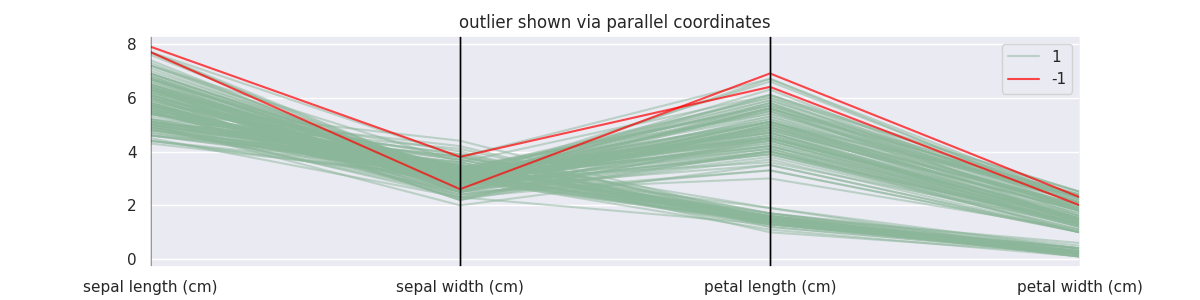 outlier shown via parallel coordinates
8
6
4
2
0
1
-1
sepal length (cm)
sepal width (cm)
petal length (cm)
petal width (cm)